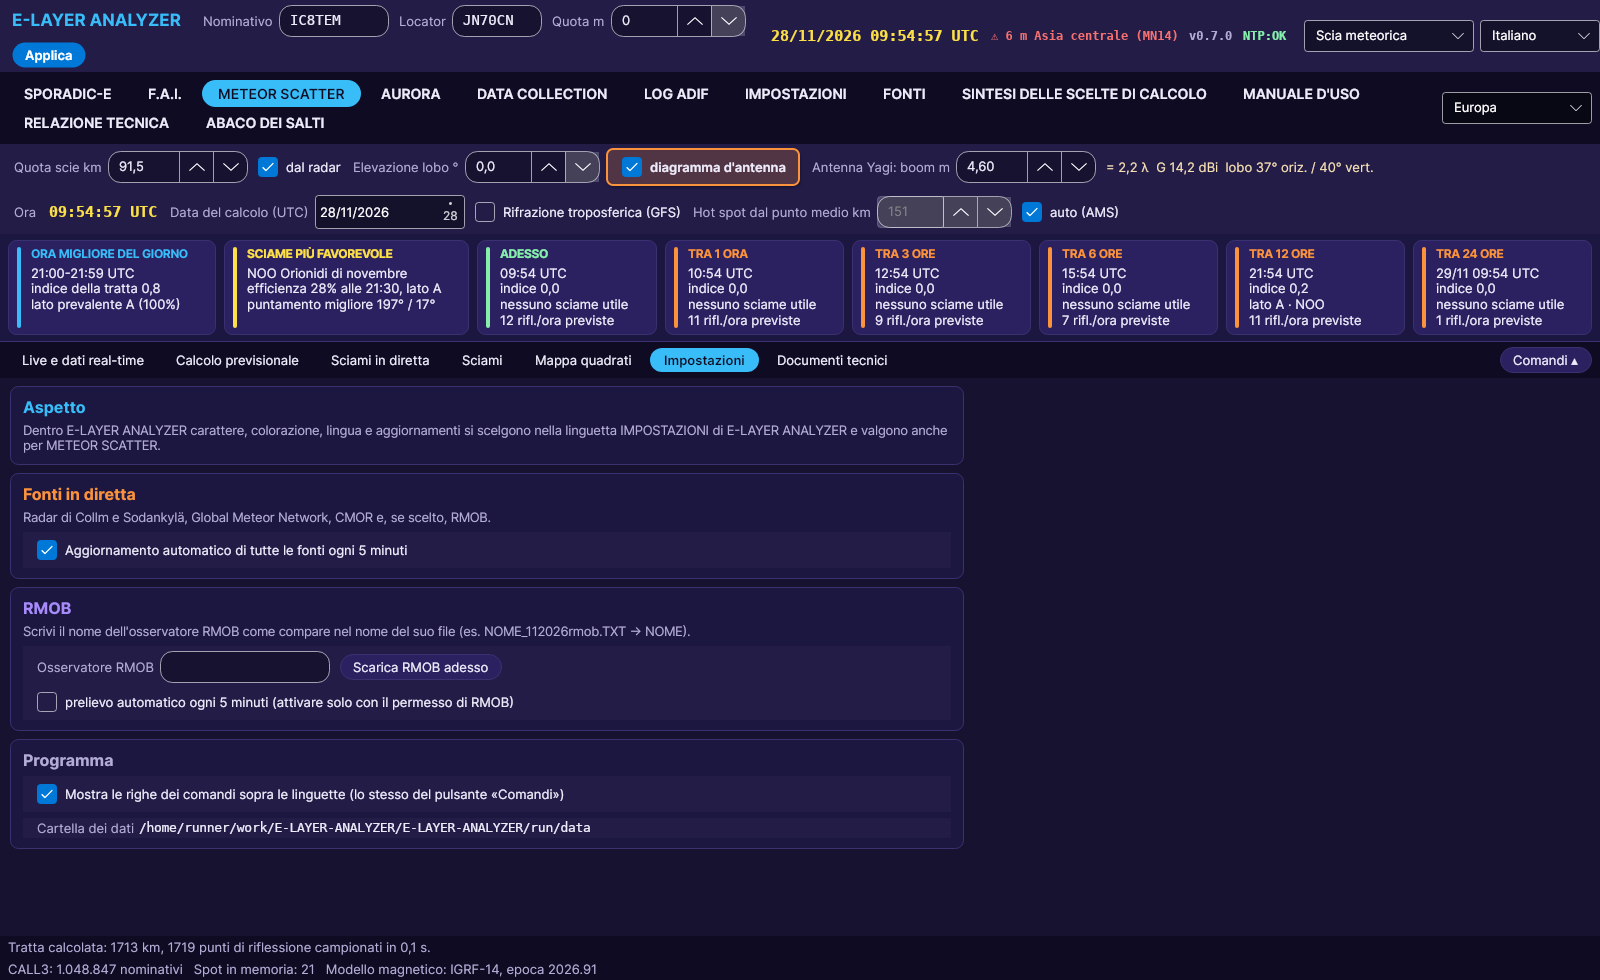 E-LAYER ANALYZER Nominativo IC8TEM Locator JN70CN Quota m 0
28/11/2026 09:54:57 UTC ⚠ 6 m Asia centrale (MN14) v0.7.0 NTP:OK Scia meteorica Italiano
Applica
SPORADIC-E F.A.I. METEOR SCATTER AURORA DATA COLLECTION LOG ADIF IMPOSTAZIONI FONTI SINTESI DELLE SCELTE DI CALCOLO MANUALE D'USO
RELAZIONE TECNICA ABACO DEI SALTI
Europa
Quota scie km 91,5 dal radar Elevazione lobo ° 0,0 diagramma d'antenna Antenna Yagi: boom m 4,60 = 2,2 λ G 14,2 dBi lobo 37° oriz. / 40° vert.
Ora 09:54:57 UTC Data del calcolo (UTC) 28/11/2026 28 Rifrazione troposferica (GFS) Hot spot dal punto medio km 151 auto (AMS)
ORA MIGLIORE DEL GIORNO
21:00-21:59 UTC
indice della tratta 0,8
lato prevalente A (100%)
SCIAME PIÙ FAVOREVOLE
NOO Orionidi di novembre
efficienza 28% alle 21:30, lato A
puntamento migliore 197° / 17°
ADESSO
09:54 UTC
indice 0,0
nessuno sciame utile
12 rifl./ora previste
TRA 1 ORA
10:54 UTC
indice 0,0
nessuno sciame utile
11 rifl./ora previste
TRA 3 ORE
12:54 UTC
indice 0,0
nessuno sciame utile
9 rifl./ora previste
TRA 6 ORE
15:54 UTC
indice 0,0
nessuno sciame utile
7 rifl./ora previste
TRA 12 ORE
21:54 UTC
indice 0,2
lato A · NOO
11 rifl./ora previste
TRA 24 ORE
29/11 09:54 UTC
indice 0,0
nessuno sciame utile
1 rifl./ora previste
Live e dati real-time Calcolo previsionale Sciami in diretta Sciami Mappa quadrati Impostazioni Documenti tecnici Comandi ▴
Aspetto
Dentro E-LAYER ANALYZER carattere, colorazione, lingua e aggiornamenti si scelgono nella linguetta IMPOSTAZIONI di E-LAYER ANALYZER e valgono anche
per METEOR SCATTER.
Fonti in diretta
Radar di Collm e Sodankylä, Global Meteor Network, CMOR e, se scelto, RMOB.
Aggiornamento automatico di tutte le fonti ogni 5 minuti
RMOB
Scrivi il nome dell'osservatore RMOB come compare nel nome del suo file (es. NOME_112026rmob.TXT → NOME).
Osservatore RMOB Scarica RMOB adesso
prelievo automatico ogni 5 minuti (attivare solo con il permesso di RMOB)
Programma
Mostra le righe dei comandi sopra le linguette (lo stesso del pulsante «Comandi»)
Cartella dei dati /home/runner/work/E-LAYER-ANALYZER/E-LAYER-ANALYZER/run/data
Tratta calcolata: 1713 km, 1719 punti di riflessione campionati in 0,1 s.
CALL3: 1.048.847 nominativi Spot in memoria: 21 Modello magnetico: IGRF-14, epoca 2026.91